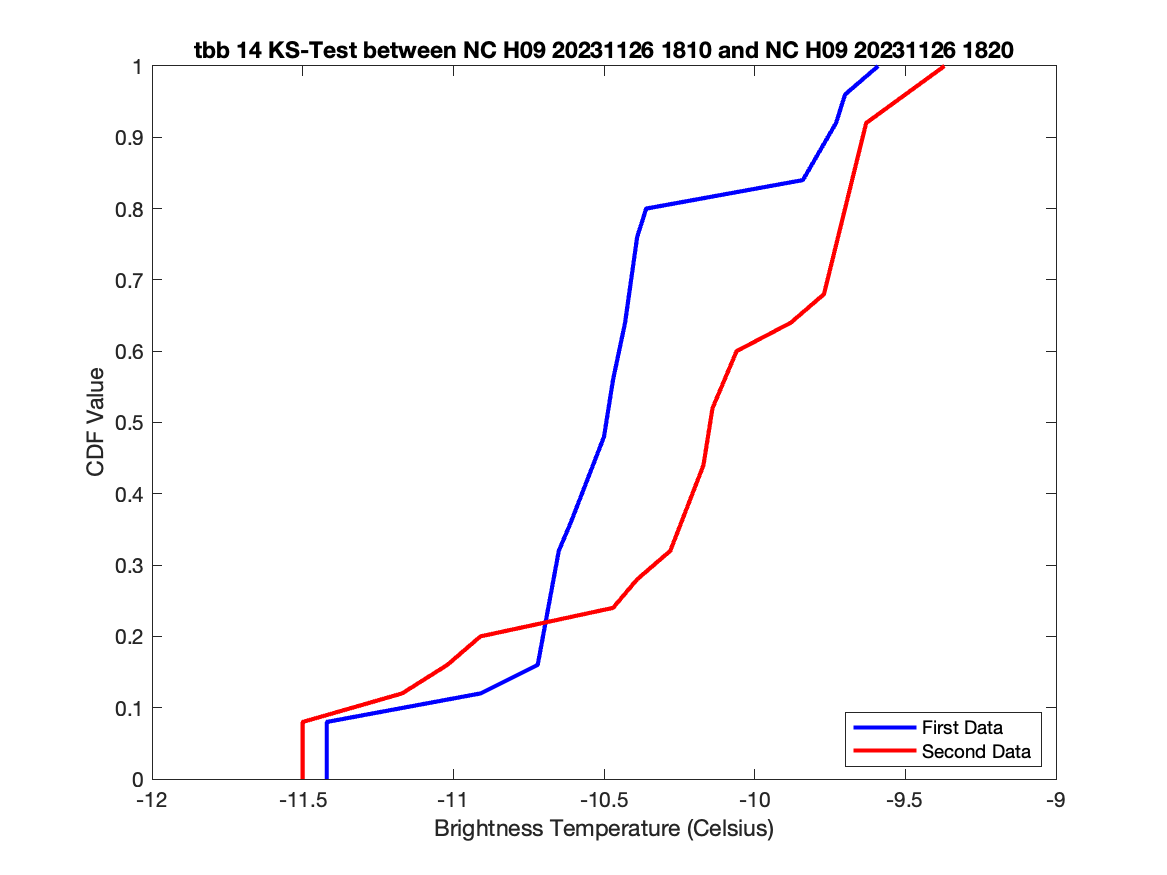 tbb 14 KS-Test between NC H09 20231126 1810 and NC H09 20231126 1820
1
0.9
0.8
0.7
0.6
0.5
0.4
0.3
0.2
0.1
0
CDF Value
First Data
Second Data
-12 -11.5 -11 -10.5 -10 -9.5 -9
Brightness Temperature (Celsius)